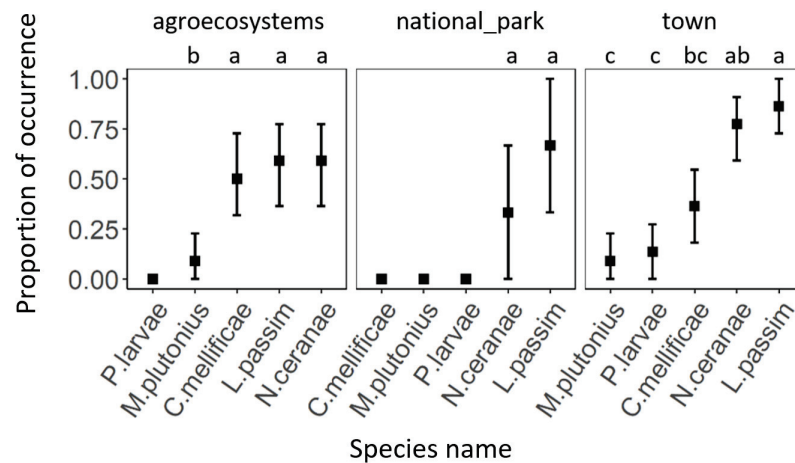 agroecosystems national_park town
b a a a a a c c bc ab a
Proportion of occurrence
1.00
0.75
0.50
0.25
0.00
P.larvae M.plutonius C.mellificae L.passim N.ceranae C.mellificae M.plutonius P.larvae N.ceranae L.passim M.plutonius P.larvae C.mellificae N.ceranae L.passim
Species name